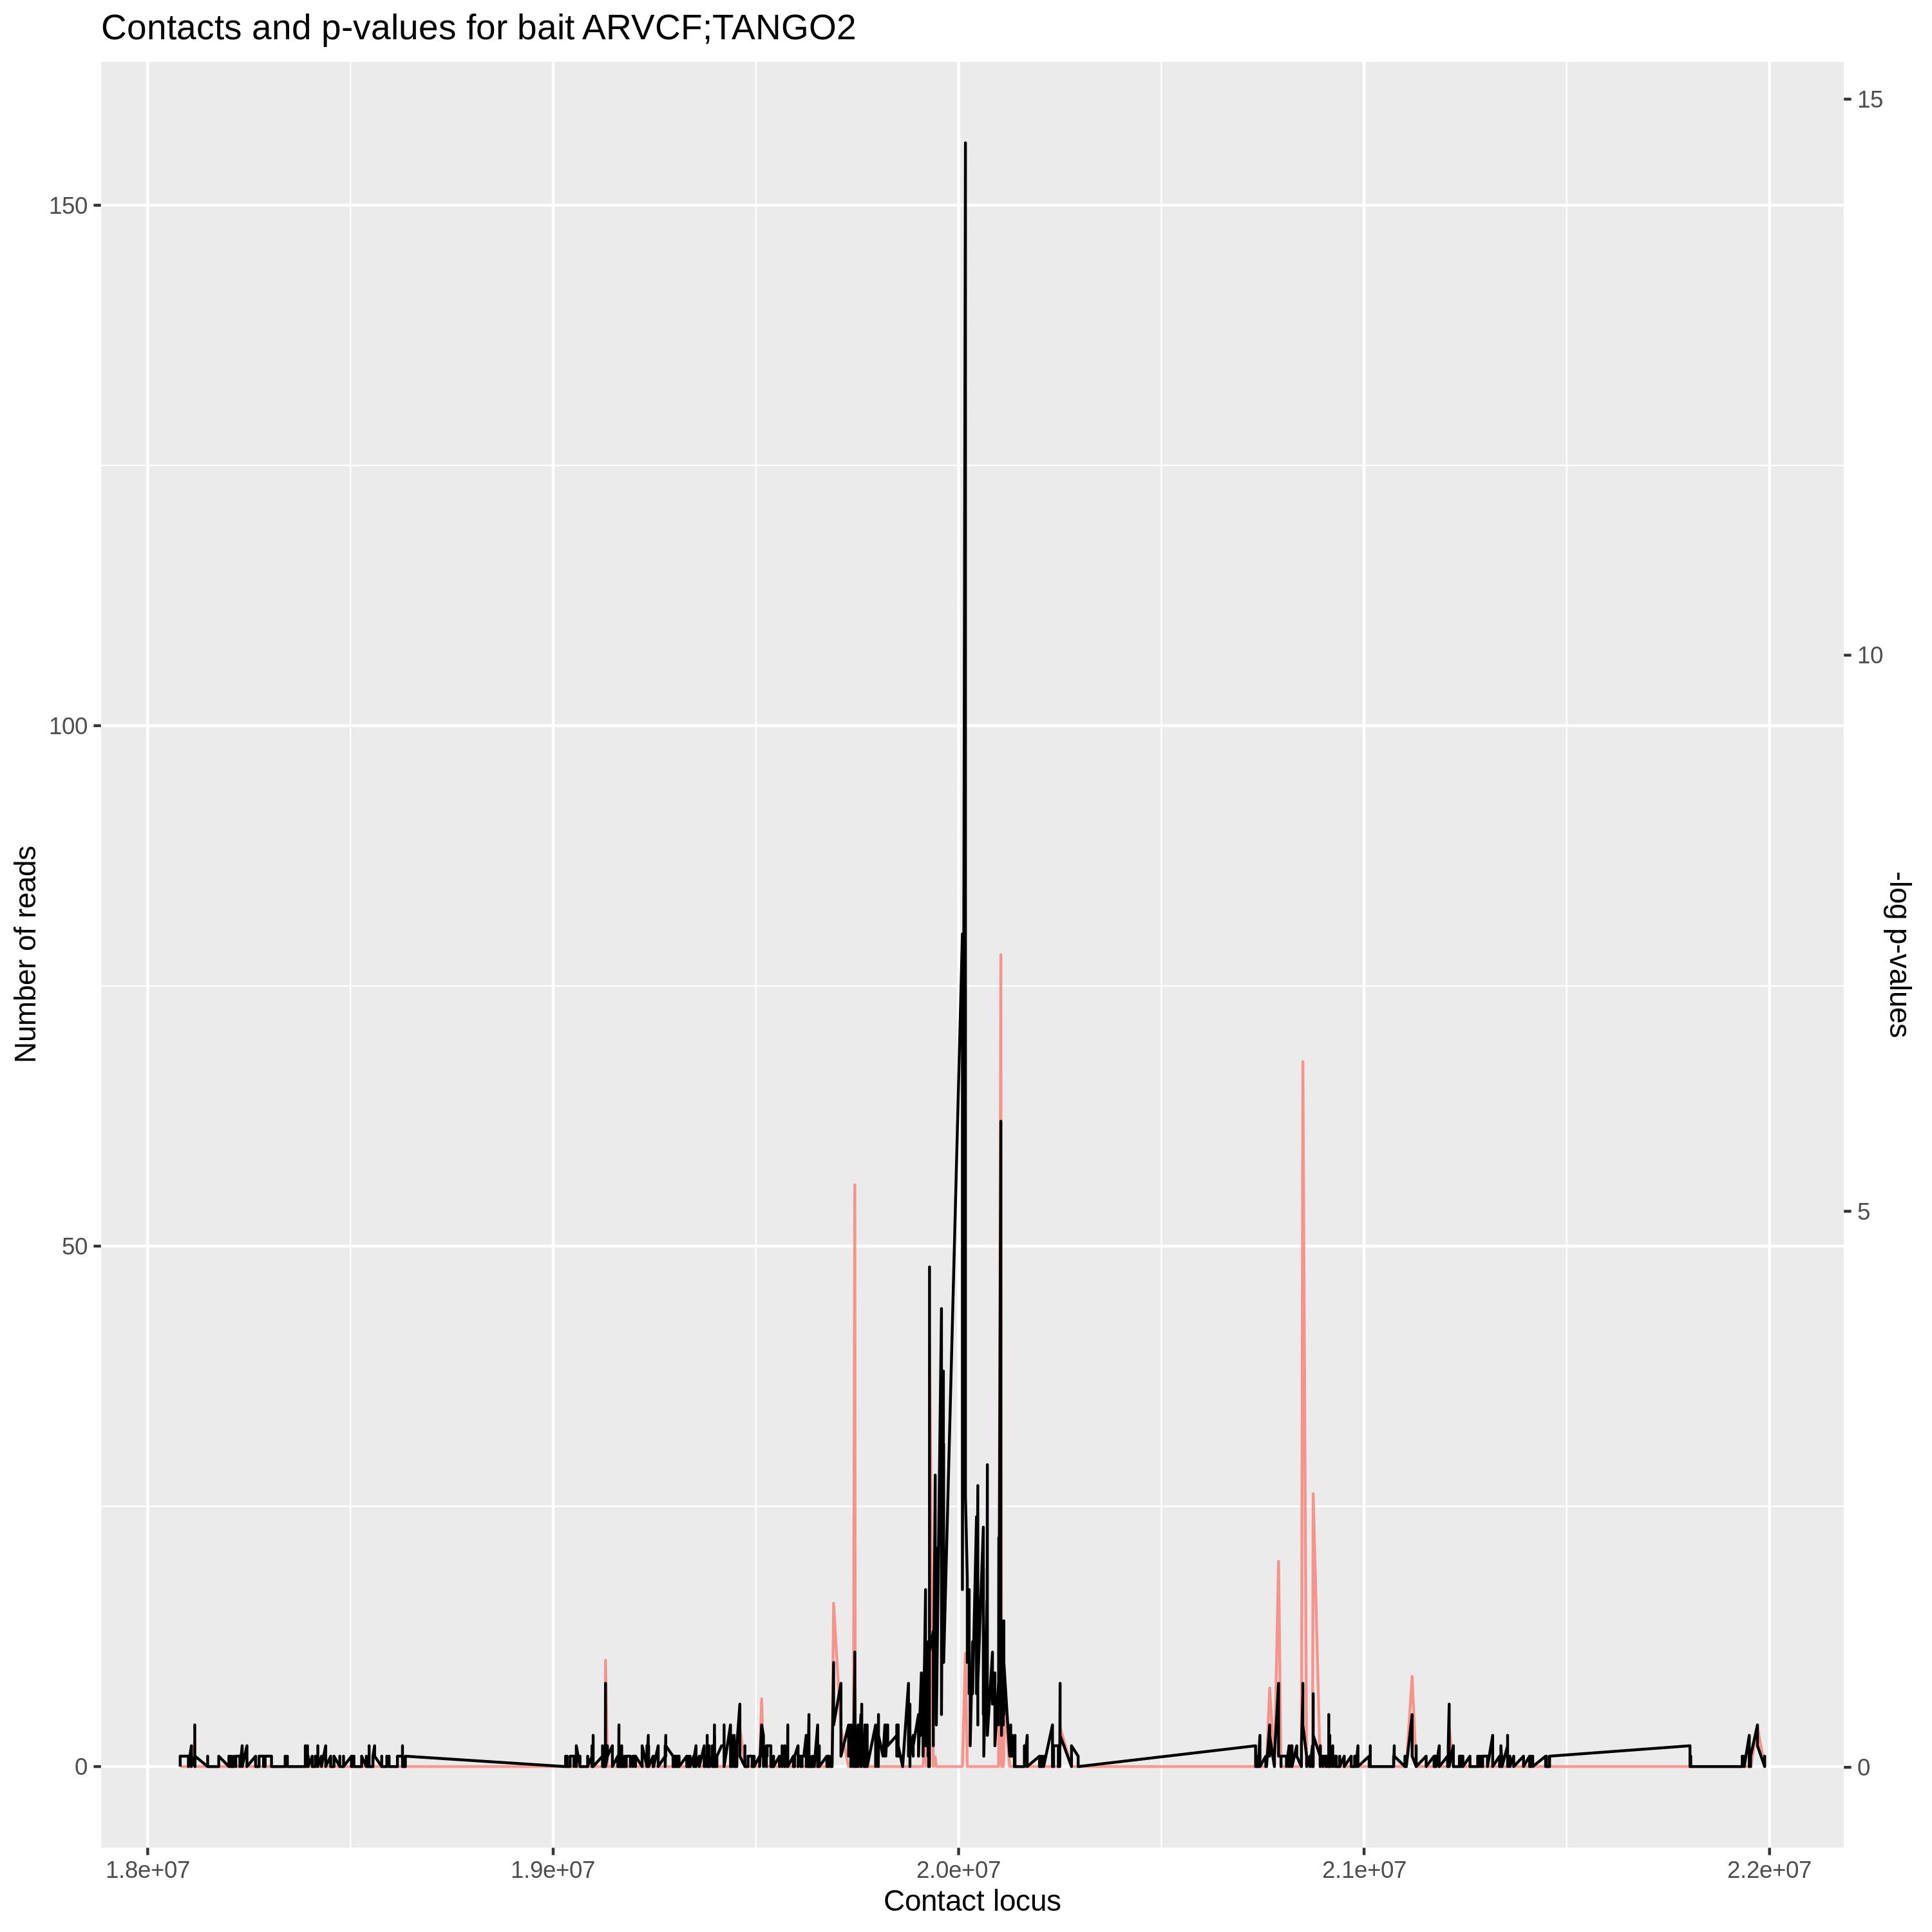 Contacts and p-values for bait ARVCF;TANGO2
15
150
10
100
Number of reads
-log p-values
5
50
0
0
1.8e+07
1.9e+07
2.0e+07
2.1e+07
2.2e+07
Contact locus